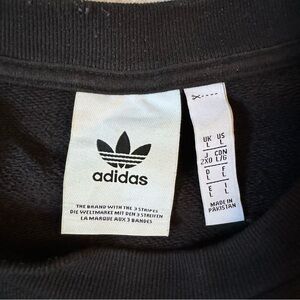 adidas
THE BRAND WITH THE 3 STRIPES
DIE WELTMARKE MIT DEN 3 STREIFEN
LA MARQUE AUX 3 BANDES
UK US
L L
J CDN
2XO L/G
D F
L L
E I
L L
MADE IN
PAKISTAN